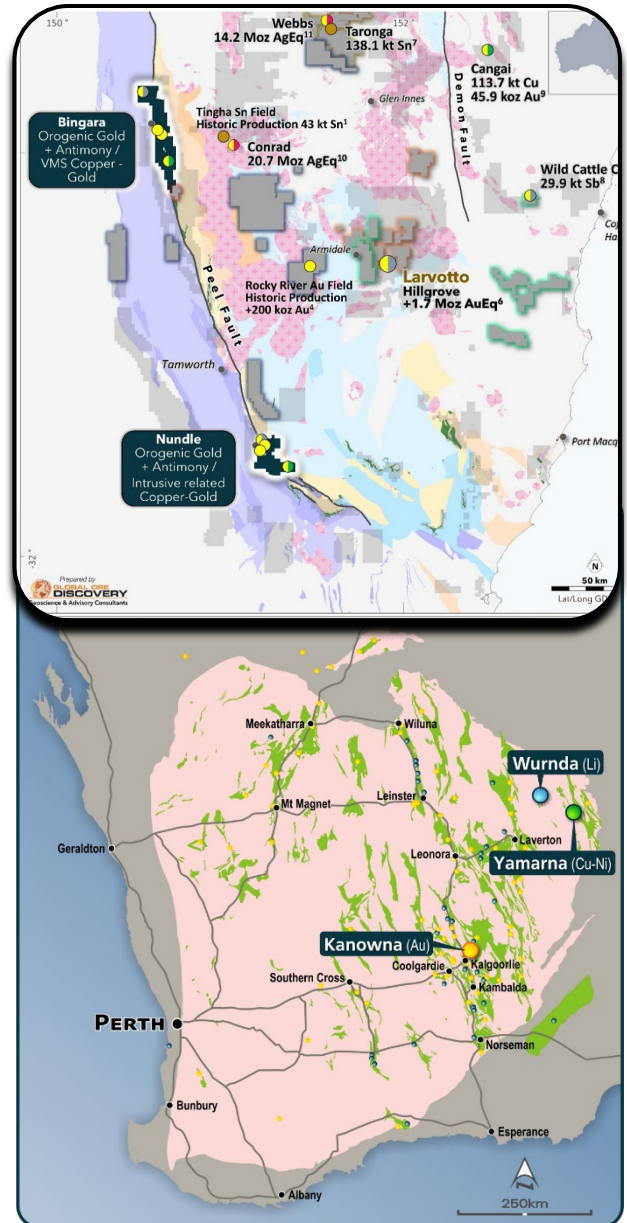 150 °
152 °
Webbs
14.2 Moz AgEq11
Taronga
138.1 kt Sn7
Cangai
113.7 kt Cu
45.9 koz Au9
Demon Fault
Glen Innes
Bingara
Orogenic Gold
+ Antimony /
VMS Copper -
Gold
Tingha Sn Field
Historic Production 43 kt Sn1
Conrad
20.7 Moz AgEq10
Wild Cattle C
29.9 kt Sb8
Armidale
Larvotto
Hillgrove
+1.7 Moz AuEq6
Rocky River Au Field
Historic Production
+200 koz Au4
Peel Fault
Tamworth
Nundle
Orogenic Gold
+ Antimony /
Intrusive related
Copper-Gold
Port Macq
-32 °
Prepared by
GLOBAL ORE
DISCOVERY
Geoscience & Advisory Consultants
N
50 km
Lat/Long GD
Meekatharra
Wiluna
Wurnda (Li)
Leinster
Mt Magnet
Geraldton
Laverton
Leonora
Yamarna (Cu-Ni)
Kanowna (Au)
Kalgoorlie
Coolgardie
Southern Cross
Kambalda
PERTH
Norseman
Bunbury
Esperance
Albany
N
250km